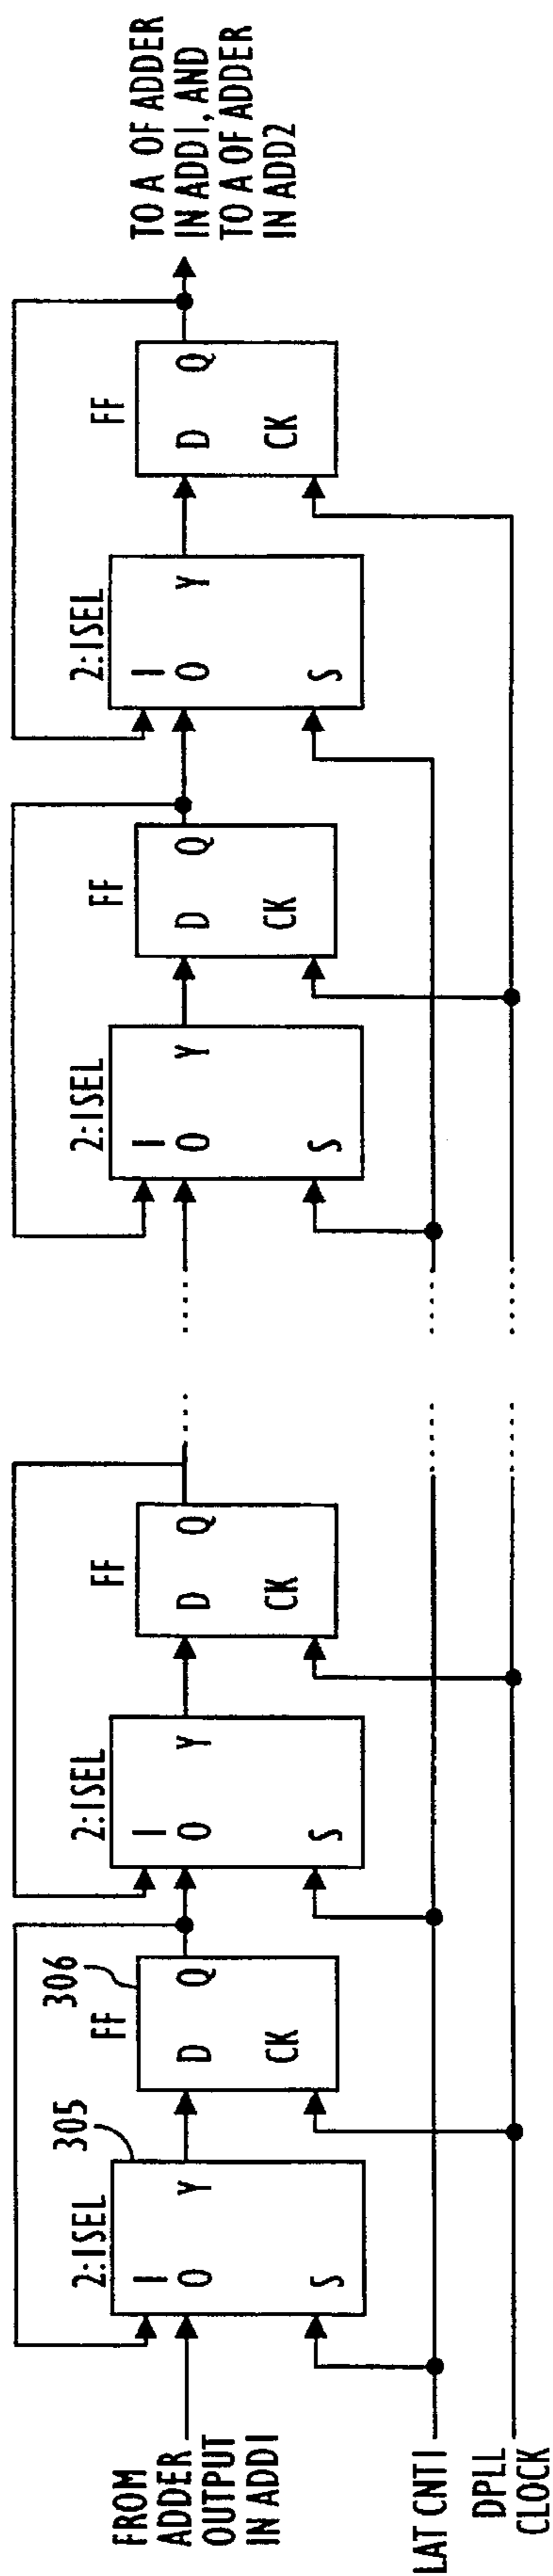 FROM
ADDER
OUTPUT
IN ADD1
LAT CNT1
DPLL
CLOCK
2:1SEL
305
1
0
Y
S
FF
306
D
Q
CK
2:1SEL
1
0
Y
S
FF
D
Q
CK
2:1SEL
1
0
Y
S
FF
D
Q
CK
2:1SEL
1
0
Y
S
FF
D
Q
CK
TO A OF ADDER
IN ADD1, AND
TO A OF ADDER
IN ADD2